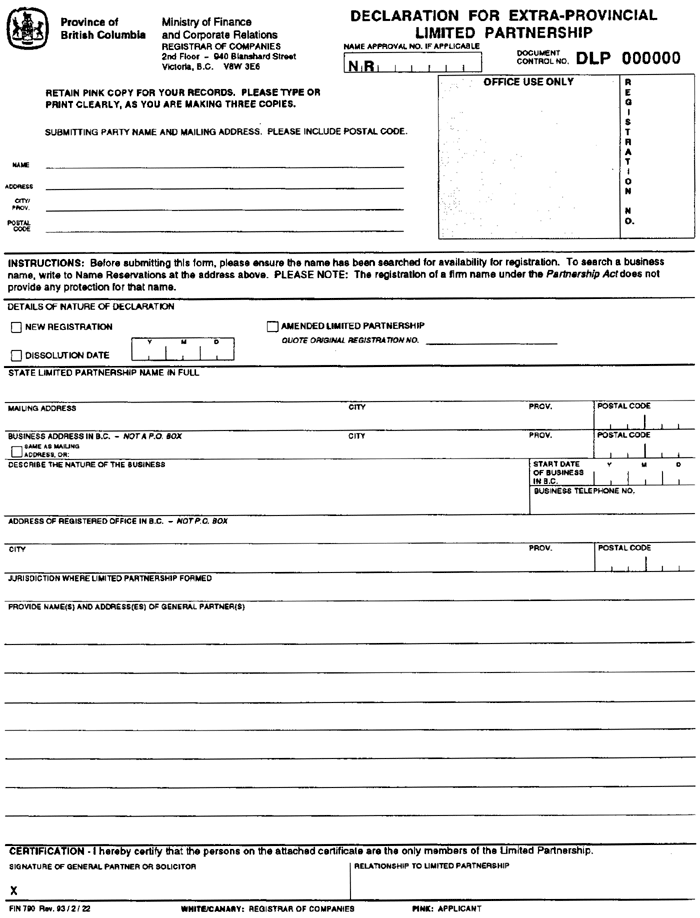 Province of
British Columbia
Ministry of Finance
and Corporate Relations
REGISTRAR OF COMPANIES
2nd Floor – 940 Blanshard Street
Victoria, B.C. V8W 3E6
DECLARATION FOR EXTRA-PROVINCIAL
LIMITED PARTNERSHIP
NAME APPROVAL NO. IF APPLICABLE
NR
DOCUMENT
CONTROL NO. DLP 000000
RETAIN PINK COPY FOR YOUR RECORDS. PLEASE TYPE OR
PRINT CLEARLY, AS YOU ARE MAKING THREE COPIES.
SUBMITTING PARTY NAME AND MAILING ADDRESS. PLEASE INCLUDE POSTAL CODE.
OFFICE USE ONLY
REGISTRATION NO.
NAME
ADDRESS
CITY/
PROV.
POSTAL
CODE
INSTRUCTIONS: Before submitting this form, please ensure the name has been searched for availability for registration. To search a business
name, write to Name Reservations at the address above. PLEASE NOTE: The registration of a firm name under the Partnership Act does not
provide any protection for that name.
DETAILS OF NATURE OF DECLARATION
NEW REGISTRATION
AMENDED LIMITED PARTNERSHIP
QUOTE ORIGINAL REGISTRATION NO.
DISSOLUTION DATE
Y M D
STATE LIMITED PARTNERSHIP NAME IN FULL
MAILING ADDRESS CITY PROV. POSTAL CODE
BUSINESS ADDRESS IN B.C. – NOT A P.O. BOX CITY PROV. POSTAL CODE
SAME AS MAILING
ADDRESS, OR:
DESCRIBE THE NATURE OF THE BUSINESS
START DATE
OF BUSINESS
IN B.C.
Y M D
BUSINESS TELEPHONE NO.
ADDRESS OF REGISTERED OFFICE IN B.C. – NOT P.O. BOX
CITY PROV. POSTAL CODE
JURISDICTION WHERE LIMITED PARTNERSHIP FORMED
PROVIDE NAME(S) AND ADDRESS(ES) OF GENERAL PARTNER(S)
CERTIFICATION - I hereby certify that the persons on the attached certificate are the only members of the Limited Partnership.
SIGNATURE OF GENERAL PARTNER OR SOLICITOR
RELATIONSHIP TO LIMITED PARTNERSHIP
X
FIN 790 Rev. 93 / 2 / 22 WHITE/CANARY: REGISTRAR OF COMPANIES PINK: APPLICANT